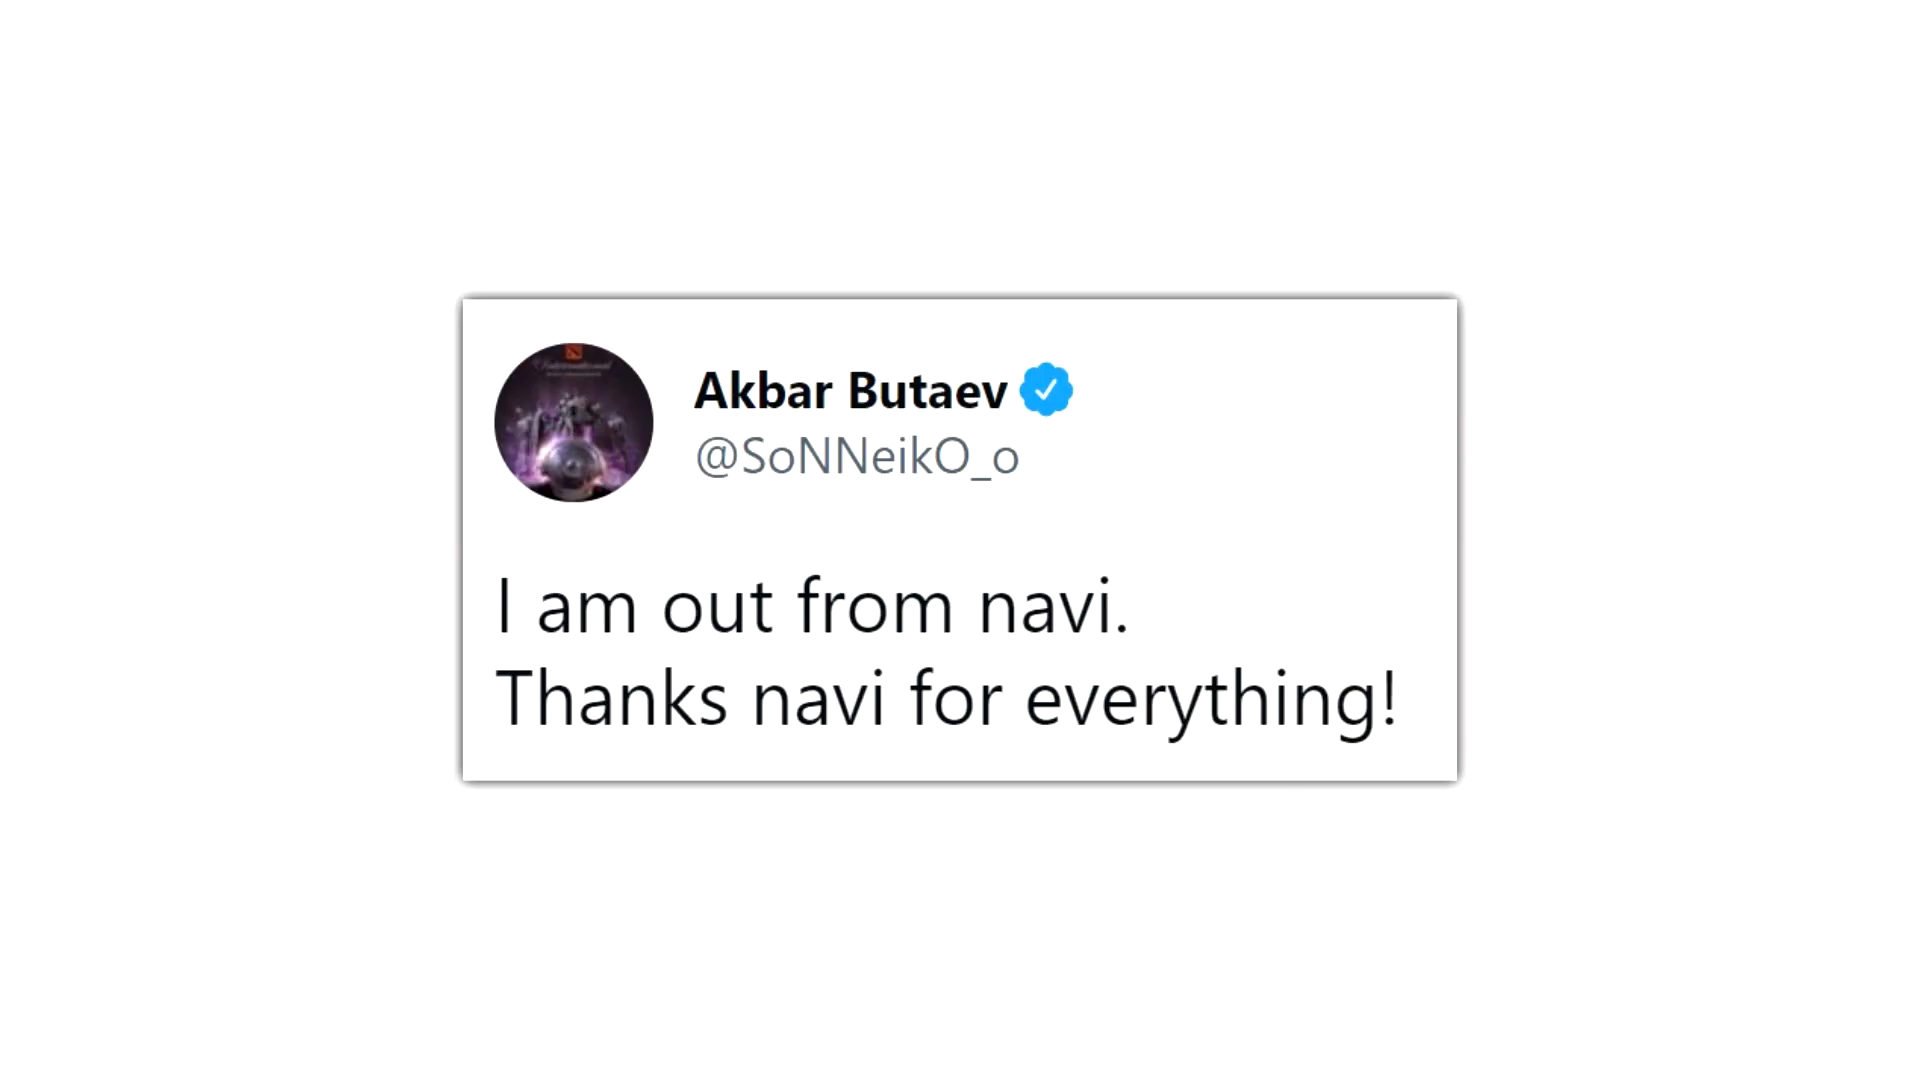 Akbar Butaev
@SoNNeikO_o
I am out from navi.
Thanks navi for everything!